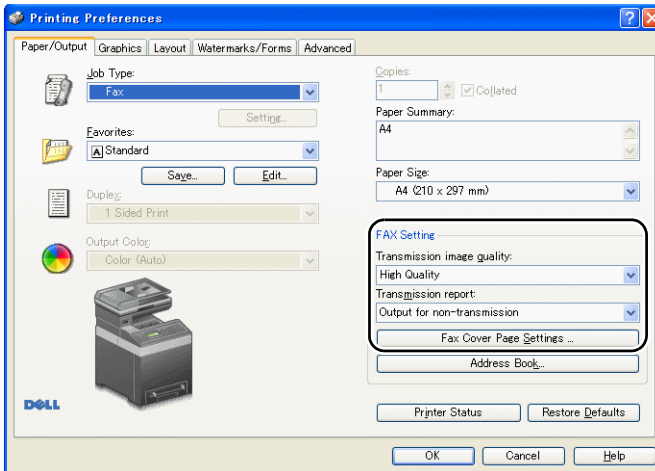 Printing Preferences
Paper/Output Graphics Layout Watermarks/Forms Advanced
Job Type:
Fax
Setting...
Favorites:
A Standard
Save... Edit...
Duplex:
1 Sided Print
Output Color:
Color (Auto)
DELL
Copies:
1 Collated
Paper Summary:
A4
Paper Size:
A4 (210 x 297 mm)
FAX Setting
Transmission image quality:
High Quality
Transmission report:
Output for non-transmission
Fax Cover Page Settings ...
Address Book...
Printer Status Restore Defaults
OK Cancel Help